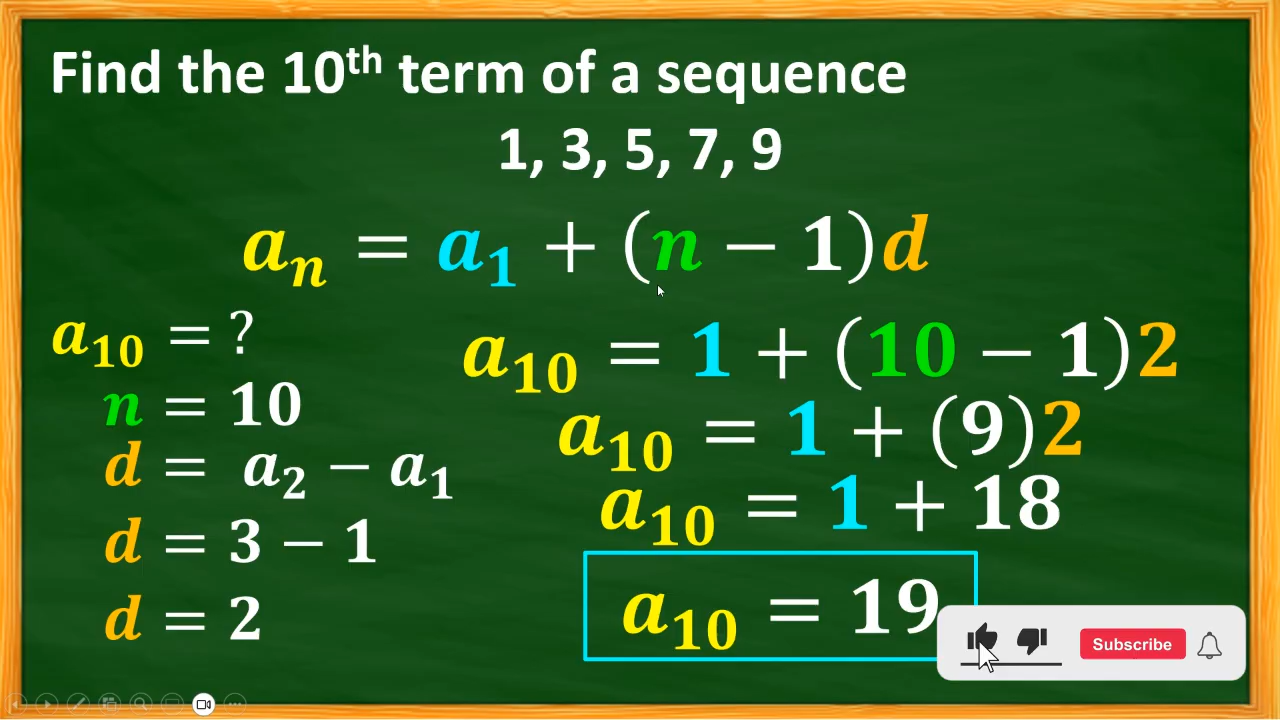 Find the 10th term of a sequence
1, 3, 5, 7, 9
aₙ = a₁ + (n − 1)d
a₁₀ = ?
n = 10
d = a₂ − a₁
d = 3 − 1
d = 2
a₁₀ = 1 + (10 − 1)2
a₁₀ = 1 + (9)2
a₁₀ = 1 + 18
a₁₀ = 19
Subscribe